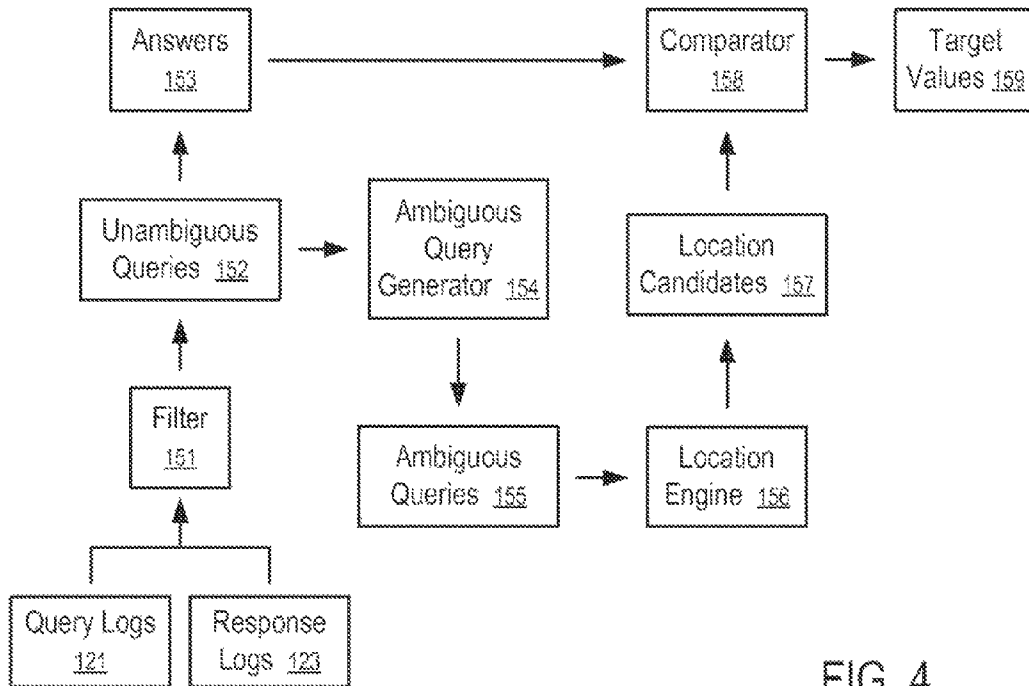 Answers
153
Comparator
158
Target
Values 159
Unambiguous
Queries 152
Ambiguous
Query
Generator 154
Location
Candidates 157
Filter
151
Ambiguous
Queries 155
Location
Engine 156
Query Logs
121
Response
Logs 123
FIG. 4